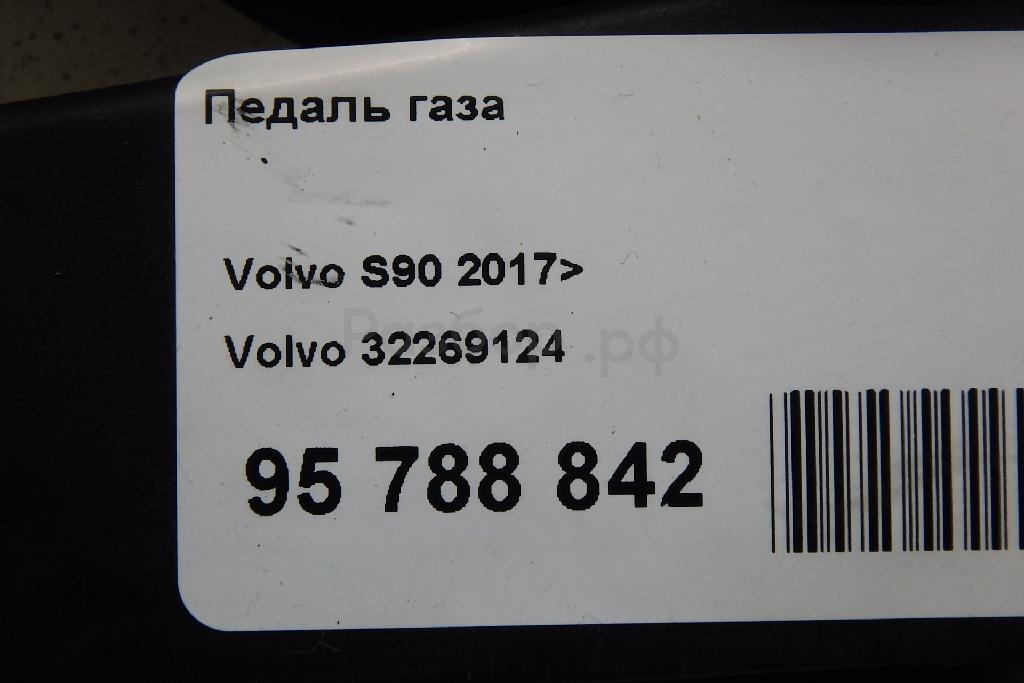 Педаль газа
Volvo S90 2017>
Volvo 32269124
95 788 842